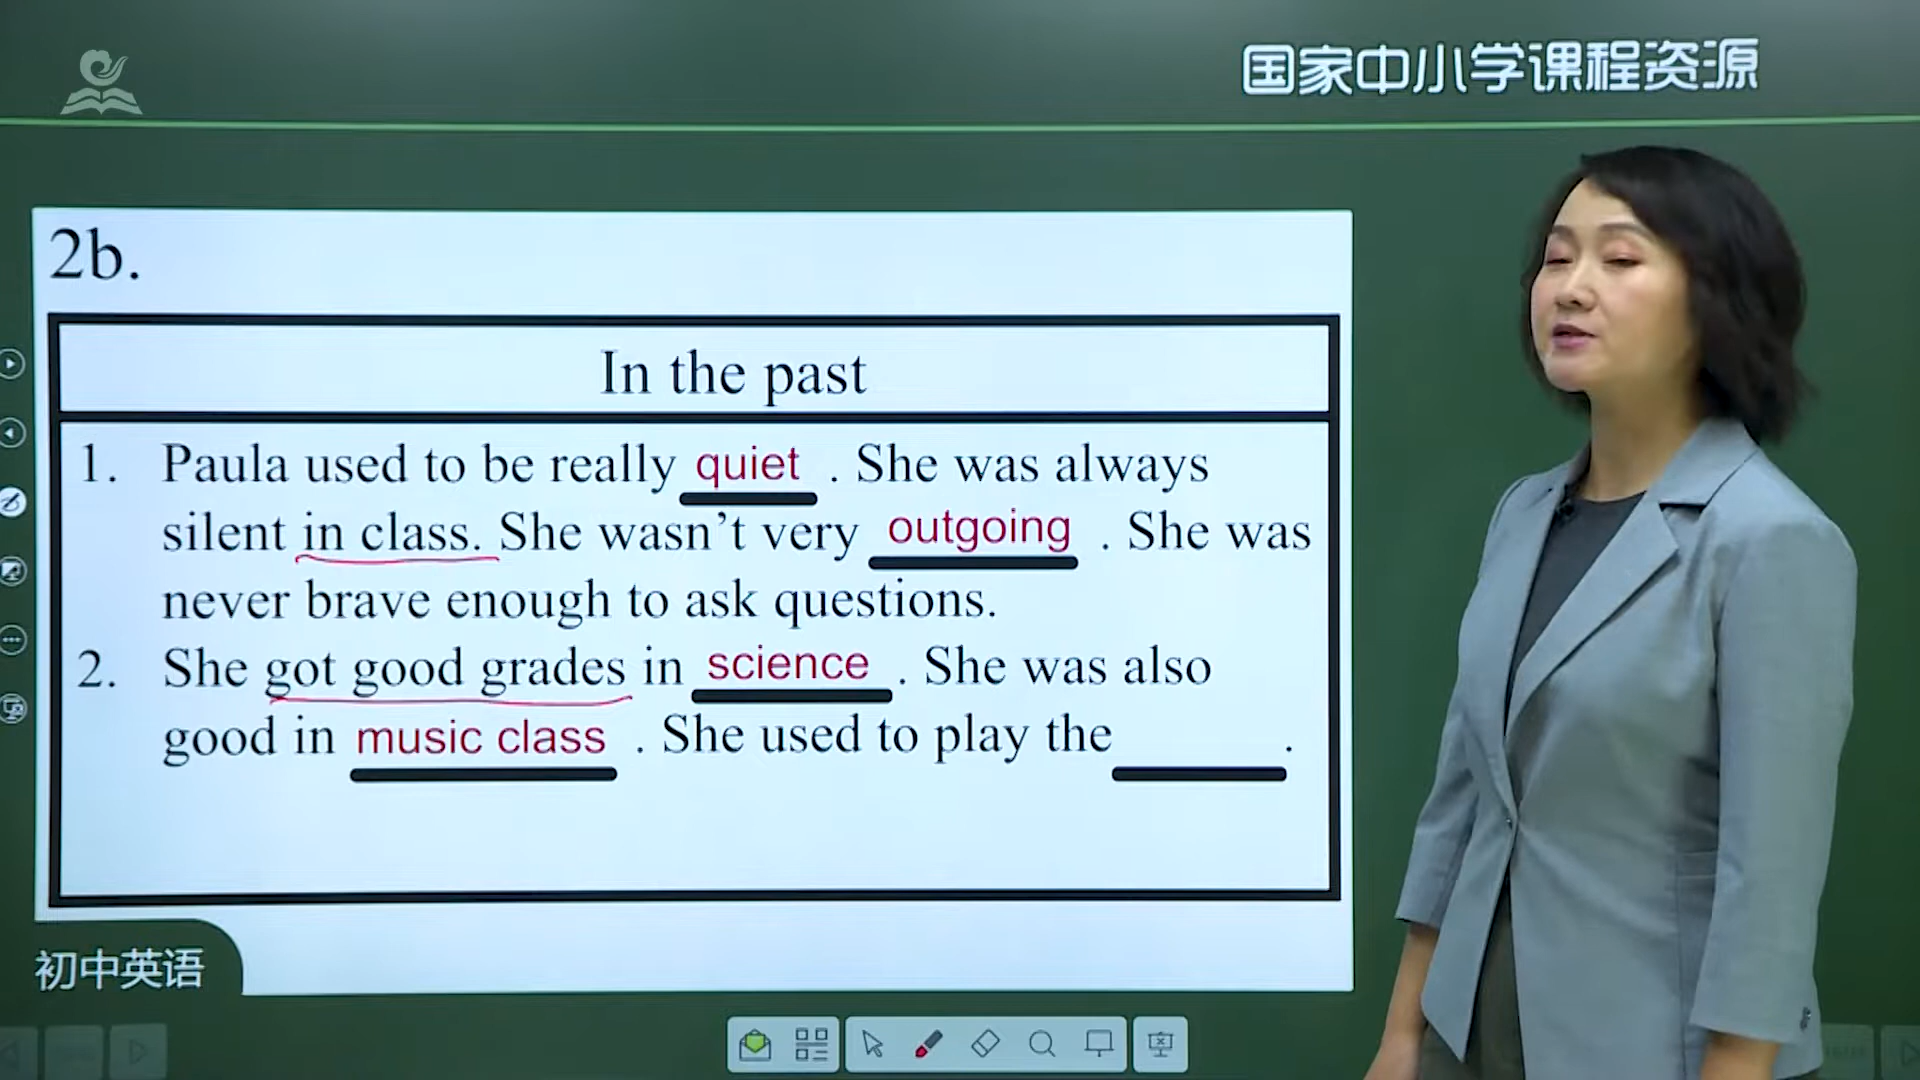 国家中小学课程资源
2b.
In the past
1. Paula used to be really quiet . She was always
silent in class. She wasn’t very outgoing . She was
never brave enough to ask questions.
2. She got good grades in science . She was also
good in music class . She used to play the .
初中英语